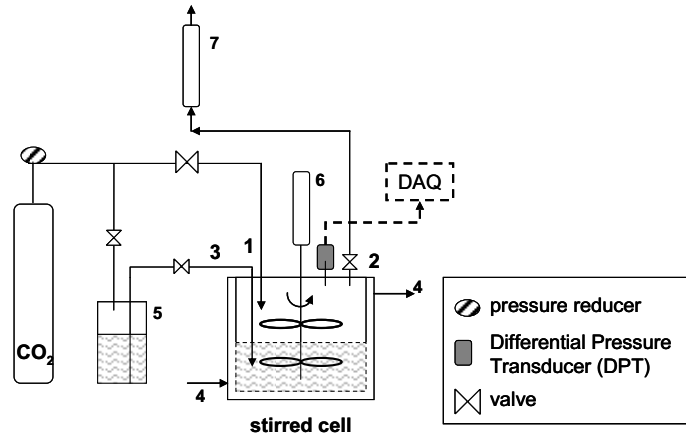 7
6
DAQ
1
3
2
4
5
CO2
4
stirred cell
pressure reducer
Differential Pressure
Transducer (DPT)
valve